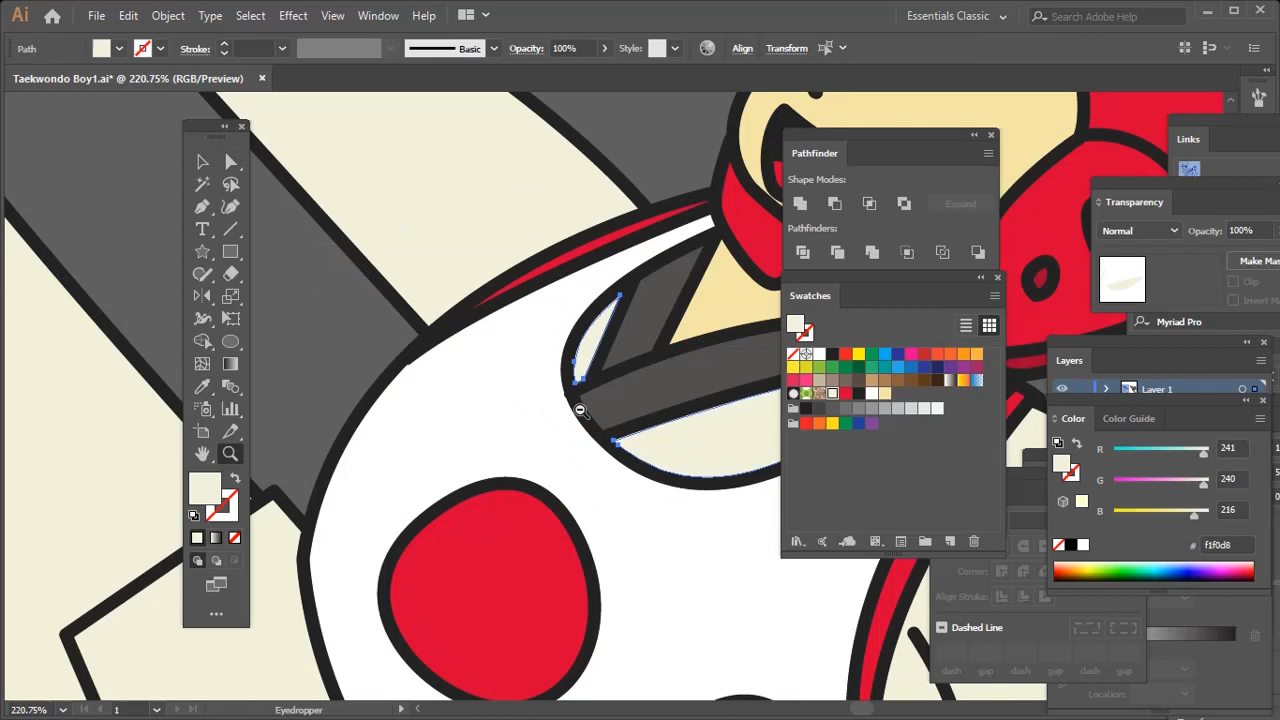 Ai File Edit Object Type Select Effect View Window Help Essentials Classic Search Adobe Help
Path Stroke: Basic Opacity: 100% Style: Align Transform
Taekwondo Boy1.ai* @ 220.75% (RGB/Preview)
Pathfinder
Shape Modes:
Expand
Pathfinders:
Swatches
Links
Transparency
Normal Opacity: 100%
Make Mas
Clip
Invert
Myriad Pro
Layers
Layer 1
Color Color Guide
R 241
G 240
B 216
# f1f0d8
Corner:
Align Stroke:
Dashed Line
dash gap dash gap dash gap
Locations
220.75% 1 Eyedropper